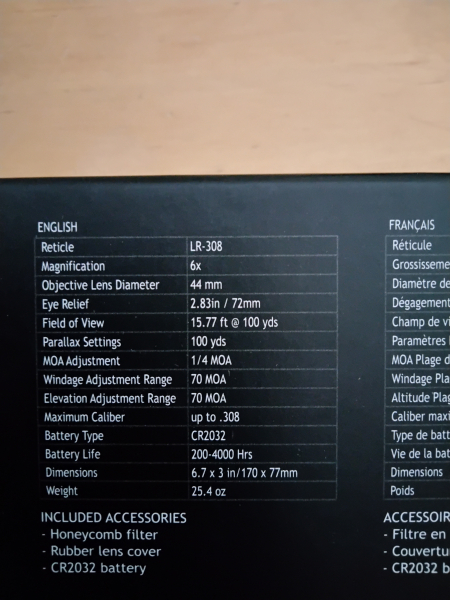 ENGLISH
Reticle LR-308
Magnification 6x
Objective Lens Diameter 44 mm
Eye Relief 2.83in / 72mm
Field of View 15.77 ft @ 100 yds
Parallax Settings 100 yds
MOA Adjustment 1/4 MOA
Windage Adjustment Range 70 MOA
Elevation Adjustment Range 70 MOA
Maximum Caliber up to .308
Battery Type CR2032
Battery Life 200-4000 Hrs
Dimensions 6.7 x 3 in/170 x 77mm
Weight 25.4 oz
INCLUDED ACCESSORIES
- Honeycomb filter
- Rubber lens cover
- CR2032 battery
FRANÇAIS
Réticule
Grossisseme
Diamètre de
Dégagement
Champ de vi
Paramètres
MOA Plage d
Windage Pla
Altitude Plag
Caliber maxi
Type de batt
Vie de la bat
Dimensions
Poids
ACCESSOIR
- Filtre en
- Couvertu
- CR2032 b